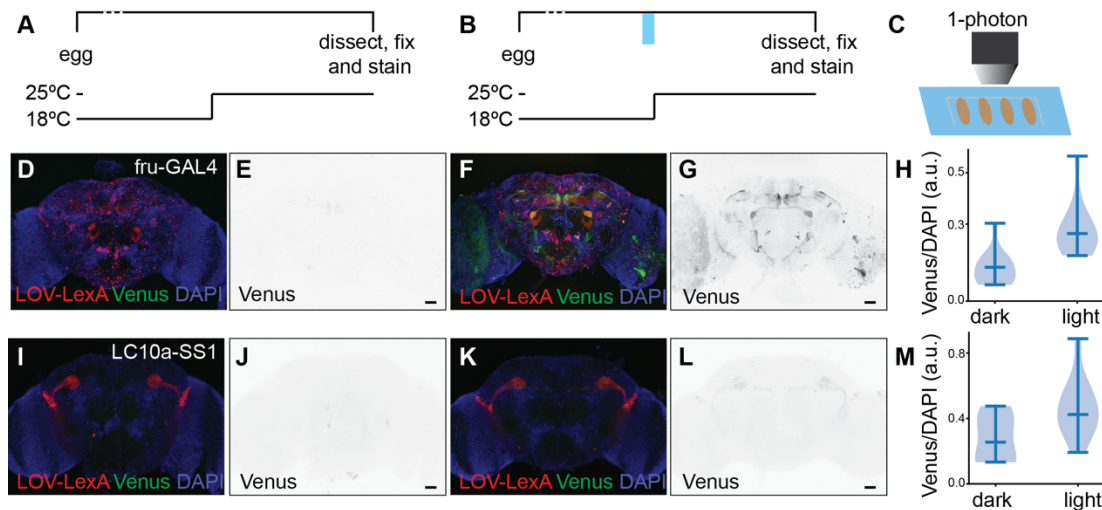 A
egg
dissect, fix
and stain
25ºC
18ºC
B
egg
dissect, fix
and stain
25ºC
18ºC
C
1-photon
D
fru-GAL4
LOV-LexA Venus DAPI
E
Venus
F
LOV-LexA Venus DAPI
G
Venus
H
Venus/DAPI (a.u.)
0.5
0.3
0.0
dark
light
I
LC10a-SS1
LOV-LexA Venus DAPI
J
Venus
K
LOV-LexA Venus DAPI
L
Venus
M
Venus/DAPI (a.u.)
0.8
0.4
0.0
dark
light